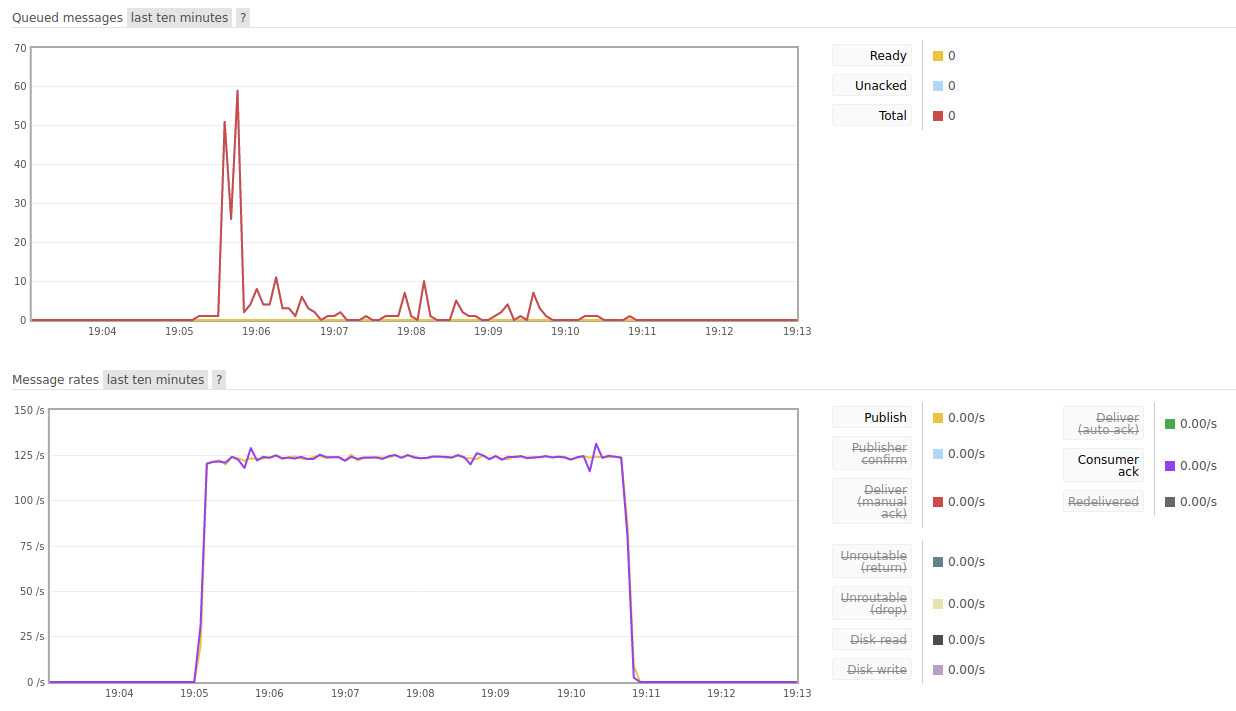 Queued messages last ten minutes ?
70
60
50
40
30
20
10
0
19:04 19:05 19:06 19:07 19:08 19:09 19:10 19:11 19:12 19:13
Ready 0
Unacked 0
Total 0
Message rates last ten minutes ?
150 /s
125 /s
100 /s
75 /s
50 /s
25 /s
0 /s
19:04 19:05 19:06 19:07 19:08 19:09 19:10 19:11 19:12 19:13
Publish 0.00/s
Publisher
confirm 0.00/s
Deliver
(manual
ack) 0.00/s
Unroutable
(return) 0.00/s
Unroutable
(drop) 0.00/s
Disk read 0.00/s
Disk write 0.00/s
Deliver
(auto ack) 0.00/s
Consumer
ack 0.00/s
Redelivered 0.00/s